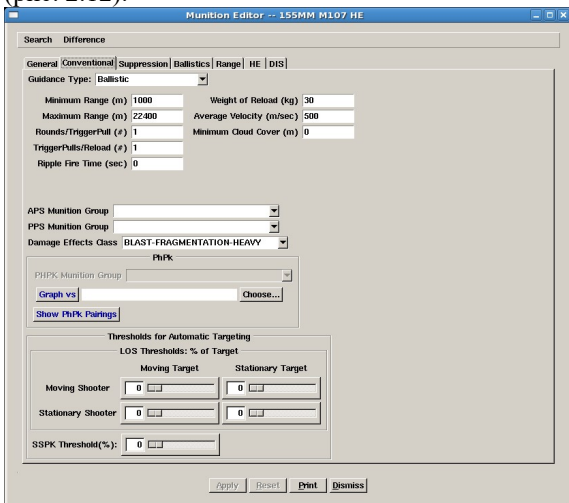 Munition Editor -- 155MM M107 HE
Search Difference
General Conventional Suppression Ballistics Range HE DIS
Guidance Type: Ballistic
Minimum Range (m) 1000 Weight of Reload (kg) 30
Maximum Range (m) 22400 Average Velocity (m/sec) 500
Rounds/TriggerPull (#) 1 Minimum Cloud Cover (m) 0
TriggerPulls/Reload (#) 1
Ripple Fire Time (sec) 0
APS Munition Group
PPS Munition Group
Damage Effects Class BLAST-FRAGMENTATION-HEAVY
PhPk
PHPK Munition Group
Graph vs Choose...
Show PhPk Pairings
Thresholds for Automatic Targeting
LOS Thresholds: % of Target
Moving Target Stationary Target
Moving Shooter 0 0
Stationary Shooter 0 0
SSPK Threshold(%): 0
Apply Reset Print Dismiss